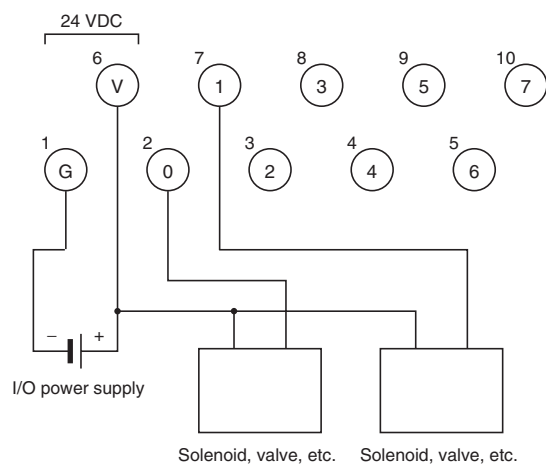 24 VDC
6 7 8 9 10
V 1 3 5 7
1 2 3 4 5
G 0 2 4 6
− +
I/O power supply
Solenoid, valve, etc. Solenoid, valve, etc.